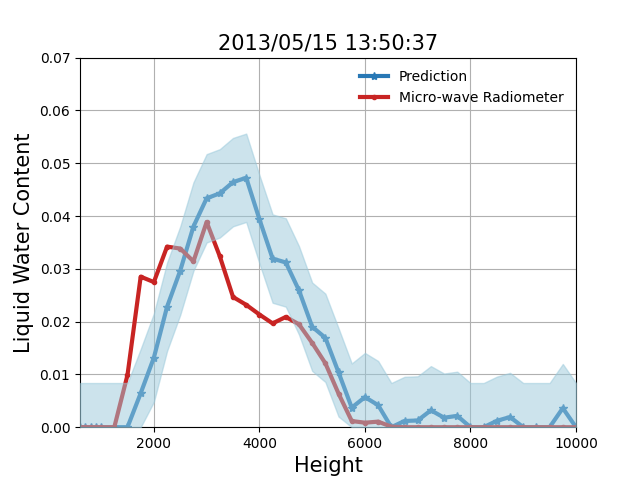 2013/05/15 13:50:37
0.07
0.06
0.05
0.04
0.03
0.02
0.01
0.00
Liquid Water Content
Prediction
Micro-wave Radiometer
2000 4000 6000 8000 10000
Height